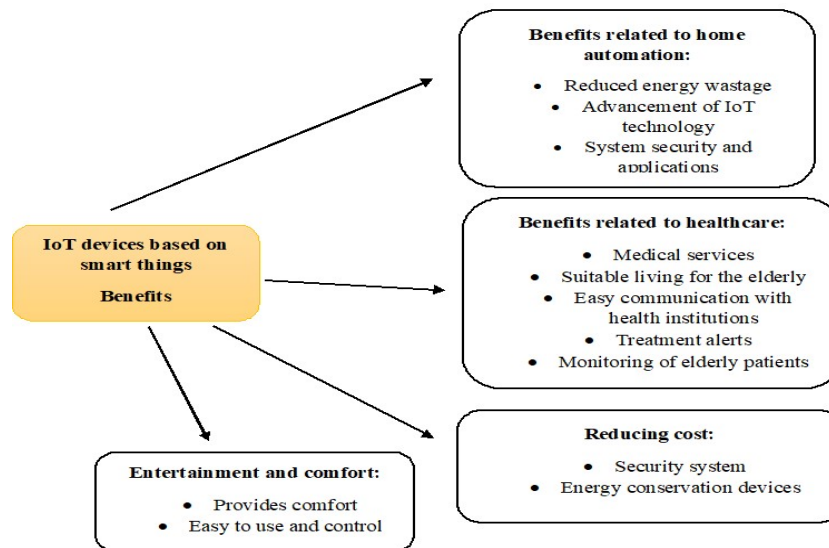 Benefits related to home
automation:
• Reduced energy wastage
• Advancement of IoT
technology
• System security and
applications
IoT devices based on
smart things
Benefits
Benefits related to healthcare:
• Medical services
• Suitable living for the elderly
• Easy communication with
health institutions
• Treatment alerts
• Monitoring of elderly patients
Reducing cost:
• Security system
• Energy conservation devices
Entertainment and comfort:
• Provides comfort
• Easy to use and control